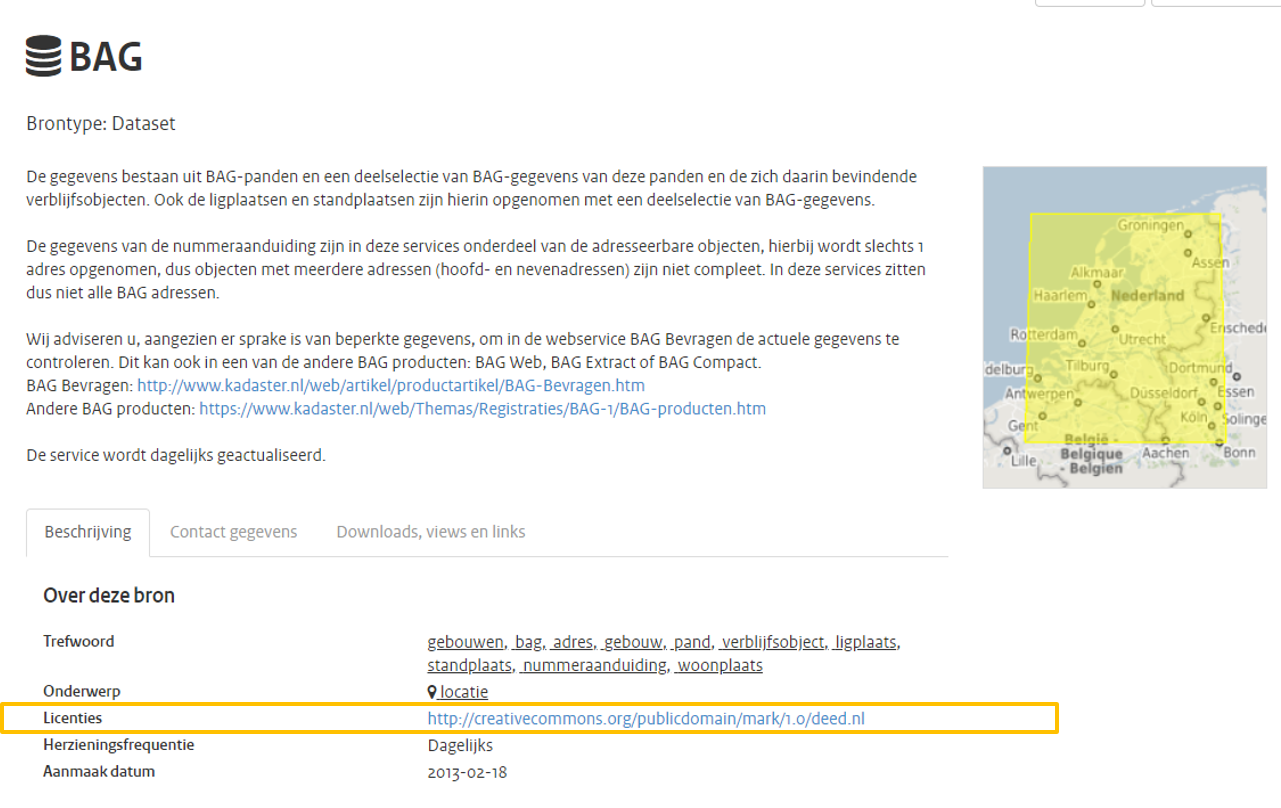 BAG
Brontype: Dataset
De gegevens bestaan uit BAG-panden en een deelselectie van BAG-gegevens van deze panden en de zich daarin bevindende
verblijfsobjecten. Ook de ligplaatsen en standplaatsen zijn hierin opgenomen met een deelselectie van BAG-gegevens.
De gegevens van de nummeraanduiding zijn in deze services onderdeel van de adresseerbare objecten, hierbij wordt slechts 1
adres opgenomen, dus objecten met meerdere adressen (hoofd- en nevenadressen) zijn niet compleet. In deze services zitten
dus niet alle BAG adressen.
Wij adviseren u, aangezien er sprake is van beperkte gegevens, om in de webservice BAG Bevragen de actuele gegevens te
controleren. Dit kan ook in een van de andere BAG producten: BAG Web, BAG Extract of BAG Compact.
BAG Bevragen: http://www.kadaster.nl/web/artikel/productartikel/BAG-Bevragen.htm
Andere BAG producten: https://www.kadaster.nl/web/Themas/Registraties/BAG-1/BAG-producten.htm
De service wordt dagelijks geactualiseerd.
Groningen
Assen
Alkmaar
Haarlem
Nederland
Rotterdam
Utrecht
Enschede
delburg
Tilburg
Dortmund
Antwerpen
Düsseldorf
Essen
Gent
Köln
Solinge
België -
Belgique
- Belgien
Aachen
Bonn
Lille
Beschrijving
Contact gegevens
Downloads, views en links
Over deze bron
Trefwoord
gebouwen, bag, adres, gebouw, pand, verblijfsobject, ligplaats,
standplaats, nummeraanduiding, woonplaats
Onderwerp
locatie
Licenties
http://creativecommons.org/publicdomain/mark/1.0/deed.nl
Herzieningsfrequentie
Dagelijks
Aanmaak datum
2013-02-18